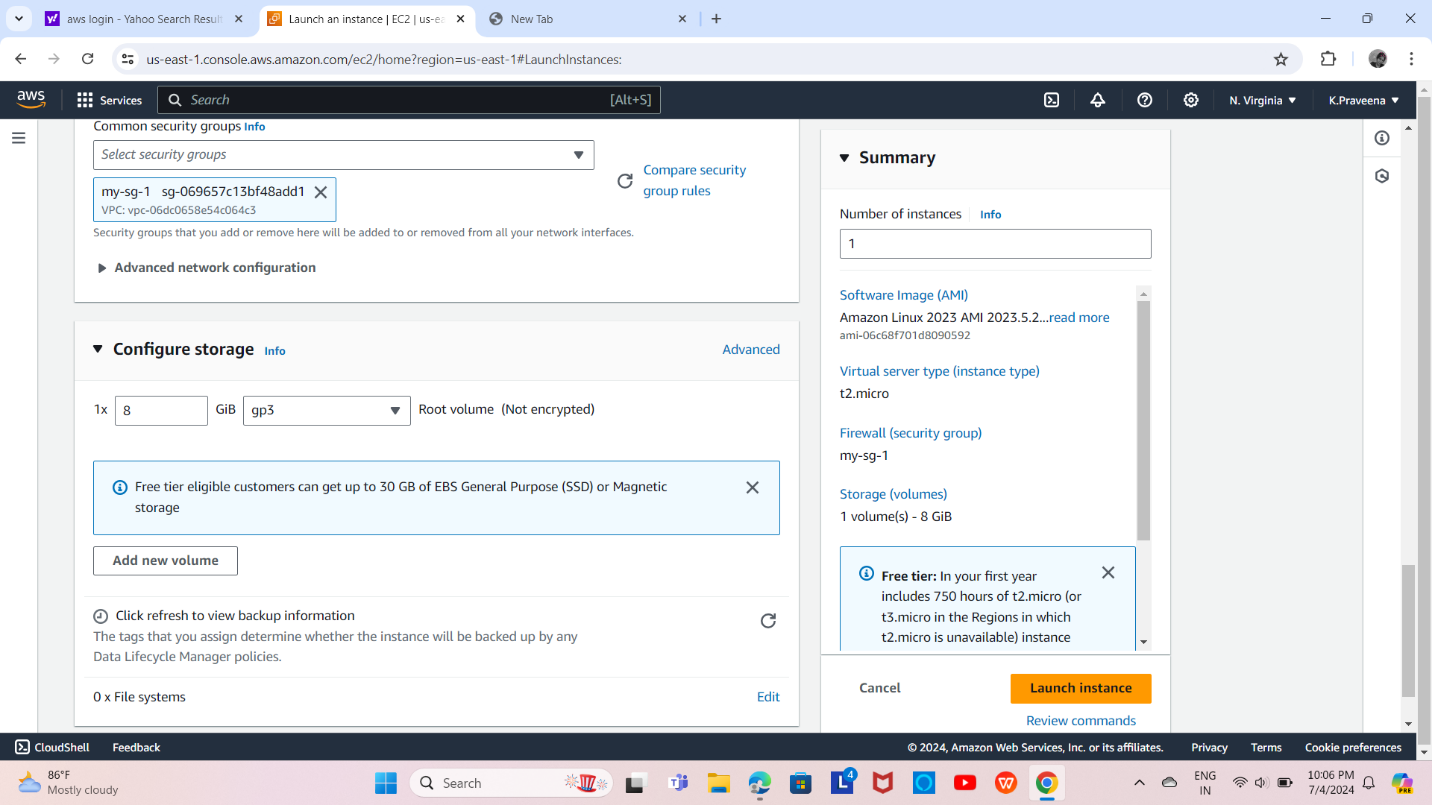 aws login - Yahoo Search Result
Launch an instance | EC2 | us-ea
New Tab
us-east-1.console.aws.amazon.com/ec2/home?region=us-east-1#LaunchInstances:
aws
Services
Search
[Alt+S]
N. Virginia
K.Praveena
Common security groups Info
Select security groups
my-sg-1 sg-069657c13bf48add1
VPC: vpc-06dc0658e54c064c3
Compare security
group rules
Security groups that you add or remove here will be added to or removed from all your network interfaces.
Advanced network configuration
Configure storage Info
Advanced
1x 8 GiB gp3 Root volume (Not encrypted)
Free tier eligible customers can get up to 30 GB of EBS General Purpose (SSD) or Magnetic
storage
Add new volume
Click refresh to view backup information
The tags that you assign determine whether the instance will be backed up by any
Data Lifecycle Manager policies.
0 x File systems
Edit
Summary
Number of instances Info
1
Software Image (AMI)
Amazon Linux 2023 AMI 2023.5.2...read more
ami-06c68f701d8090592
Virtual server type (instance type)
t2.micro
Firewall (security group)
my-sg-1
Storage (volumes)
1 volume(s) - 8 GiB
Free tier: In your first year
includes 750 hours of t2.micro (or
t3.micro in the Regions in which
t2.micro is unavailable) instance
Cancel
Launch instance
Review commands
CloudShell
Feedback
© 2024, Amazon Web Services, Inc. or its affiliates.
Privacy
Terms
Cookie preferences
86°F
Mostly cloudy
Search
4
ENG
IN
10:06 PM
7/4/2024
PRE